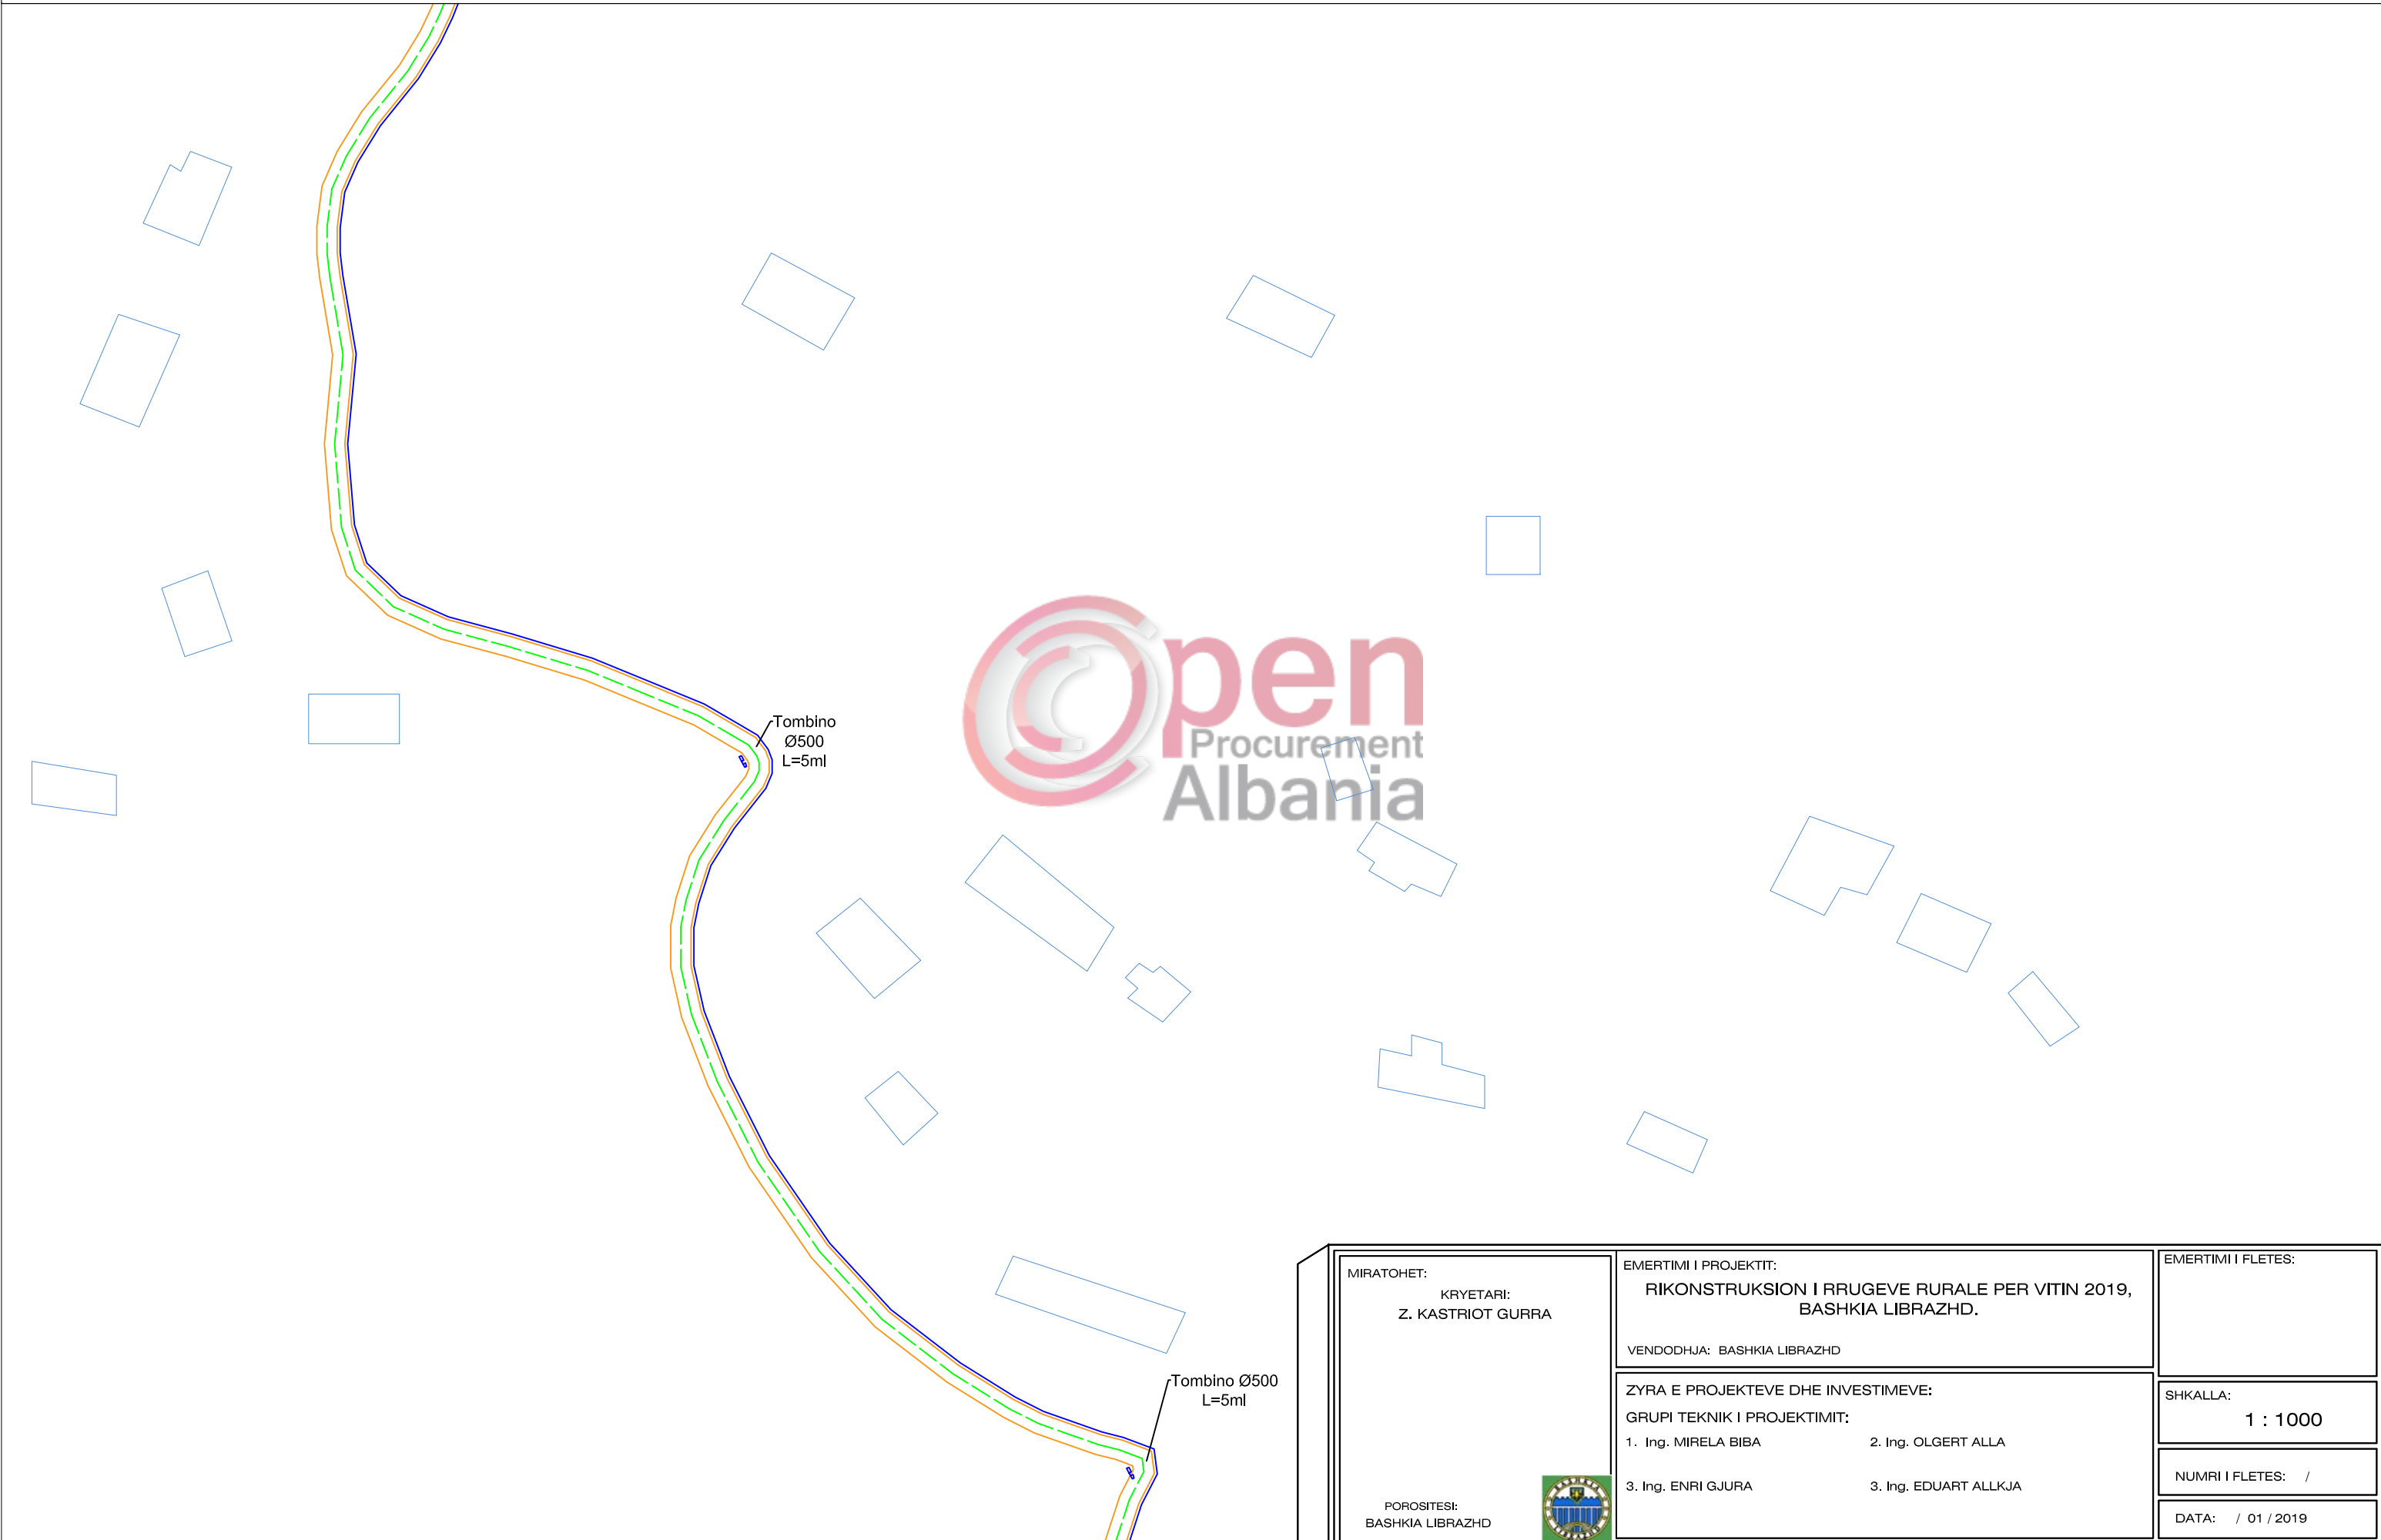 Tombino
Ø500
L=5ml
Open
Procurement
Albania
Tombino Ø500
L=5ml
MIRATOHET:
KRYETARI:
Z. KASTRIOT GURRA
POROSITESI:
BASHKIA LIBRAZHD
EMERTIMI I PROJEKTIT:
RIKONSTRUKSION I RRUGEVE RURALE PER VITIN 2019,
BASHKIA LIBRAZHD.
VENDODHJA: BASHKIA LIBRAZHD
ZYRA E PROJEKTEVE DHE INVESTIMEVE:
GRUPI TEKNIK I PROJEKTIMIT:
1. Ing. MIRELA BIBA 2. Ing. OLGERT ALLA
3. Ing. ENRI GJURA 3. Ing. EDUART ALLKJA
EMERTIMI I FLETES:
SHKALLA:
1 : 1000
NUMRI I FLETES: /
DATA: / 01 / 2019